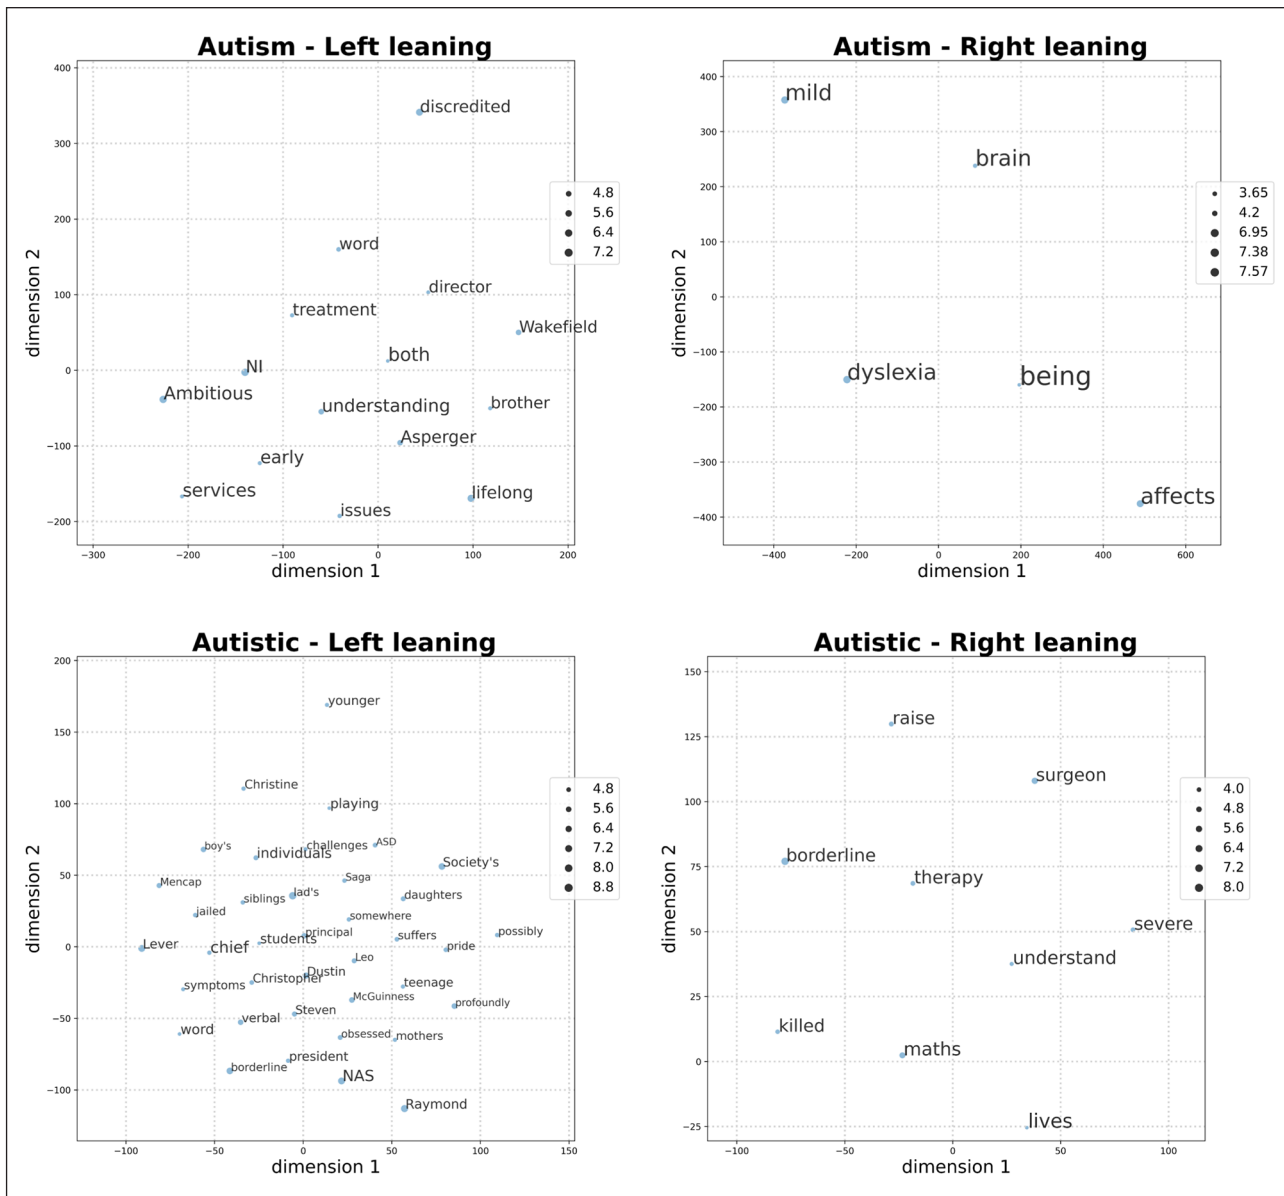 Autism - Left leaning
400
300
200
100
0
−100
−200
−300
−200
−100
0
100
200
dimension 2
dimension 1
discredited
word
director
treatment
Wakefield
both
NI
Ambitious
understanding
brother
Asperger
early
services
lifelong
issues
4.8
5.6
6.4
7.2
Autism - Right leaning
400
300
200
100
0
−100
−200
−300
−400
−400
−200
0
200
400
600
dimension 2
dimension 1
mild
brain
dyslexia
being
affects
3.65
4.2
6.95
7.38
7.57
Autistic - Left leaning
200
150
100
50
0
−50
−100
−100
−50
0
50
100
150
dimension 2
dimension 1
younger
Christine
playing
boy's
individuals
challenges
ASD
Society's
Mencap
siblings
lad's
Saga
daughters
jailed
somewhere
Lever
chief
students
principal
suffers
pride
possibly
Leo
symptoms
Christopher
Dustin
teenage
McGuinness
profoundly
word
verbal
Steven
obsessed
mothers
borderline
president
NAS
Raymond
4.8
5.6
6.4
7.2
8.0
8.8
Autistic - Right leaning
150
125
100
75
50
25
0
−25
−100
−50
0
50
100
dimension 2
dimension 1
raise
surgeon
borderline
therapy
severe
understand
killed
maths
lives
4.0
4.8
5.6
6.4
7.2
8.0